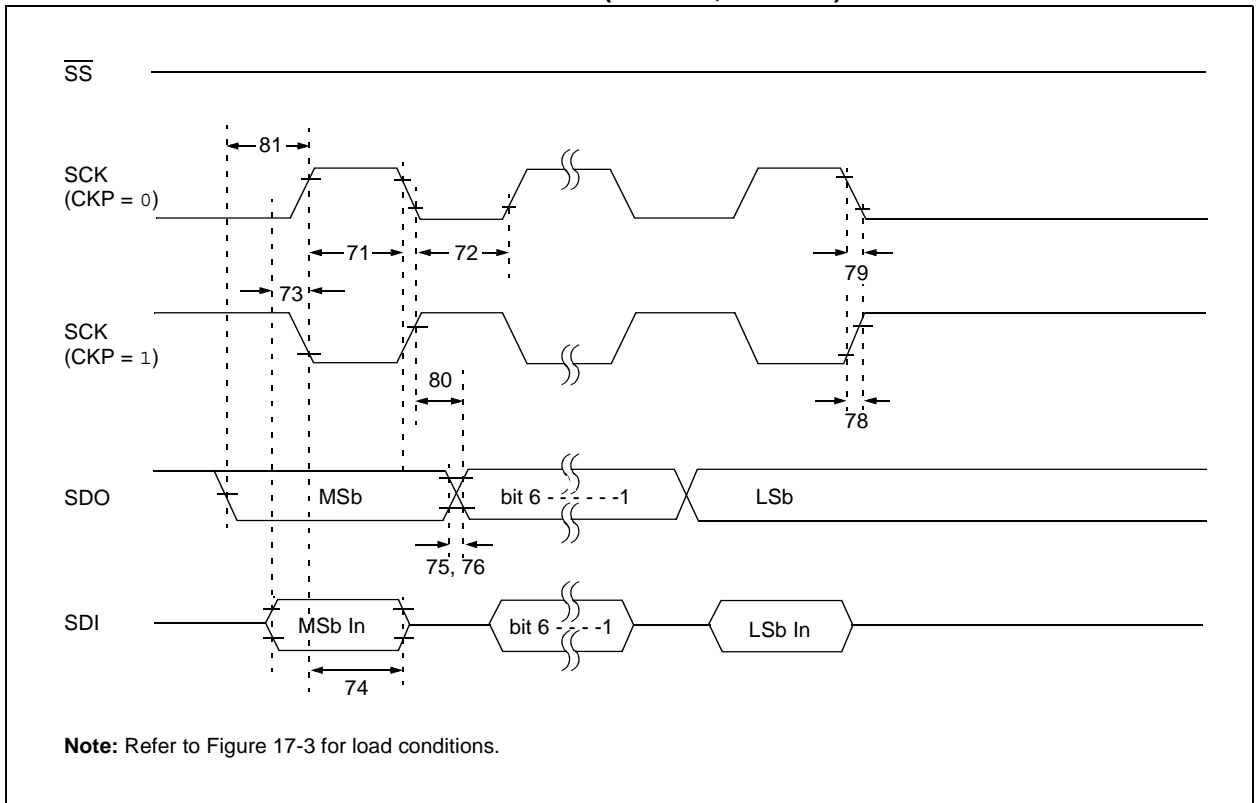 SS
81
SCK
(CKP = 0)
71
72
79
73
SCK
(CKP = 1)
80
78
SDO
MSb
bit 6 - - - - - -1
LSb
75, 76
SDI
MSb In
bit 6 - - - -1
LSb In
74
Note: Refer to Figure 17-3 for load conditions.